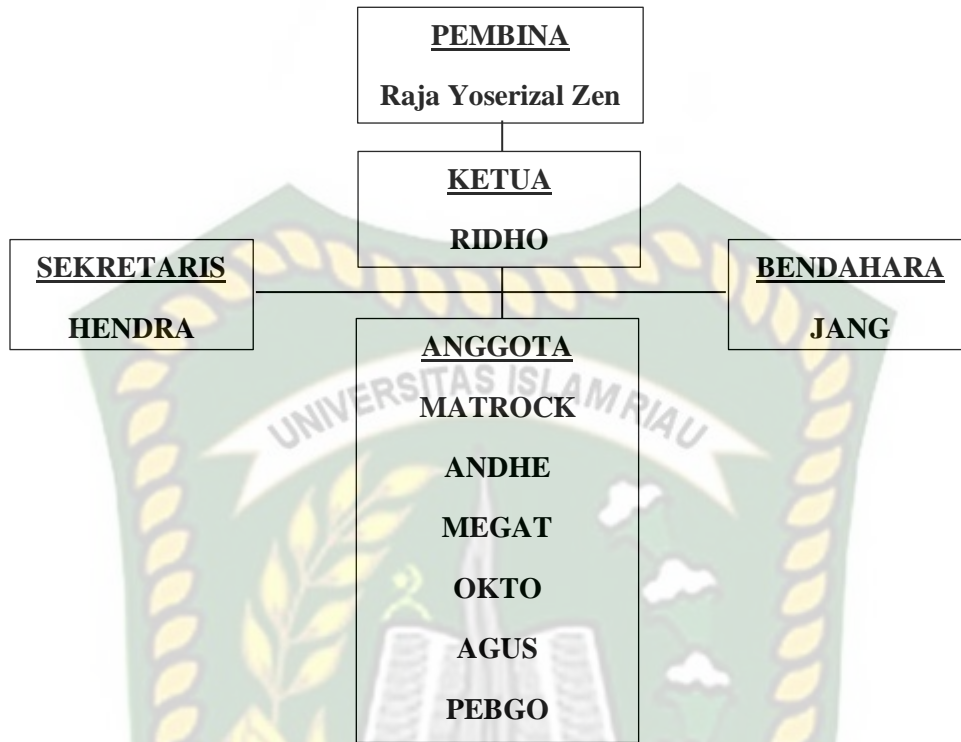 PEMBINA
Raja Yoserizal Zen
KETUA
RIDHO
SEKRETARIS
HENDRA
BENDAHARA
JANG
ANGGOTA
MATROCK
ANDHE
MEGAT
OKTO
AGUS
PEBGO
UNIVERSITAS ISLAM RIAU